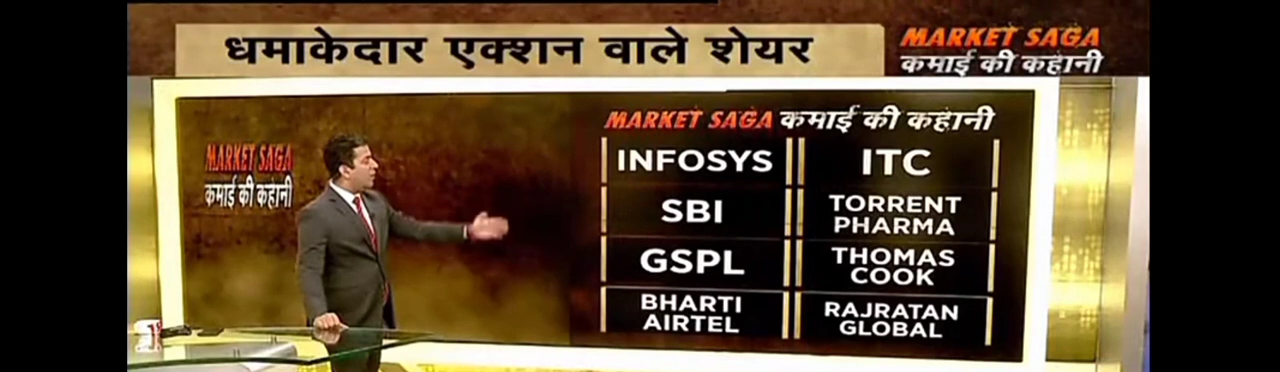 धमाकेदार एक्शन वाले शेयर
MARKET SAGA
कमाई की कहानी
MARKET SAGA
कमाई की कहानी
MARKET SAGA कमाई की कहानी
INFOSYS
ITC
SBI
TORRENT
PHARMA
GSPL
THOMAS
COOK
BHARTI
AIRTEL
RAJRATAN
GLOBAL